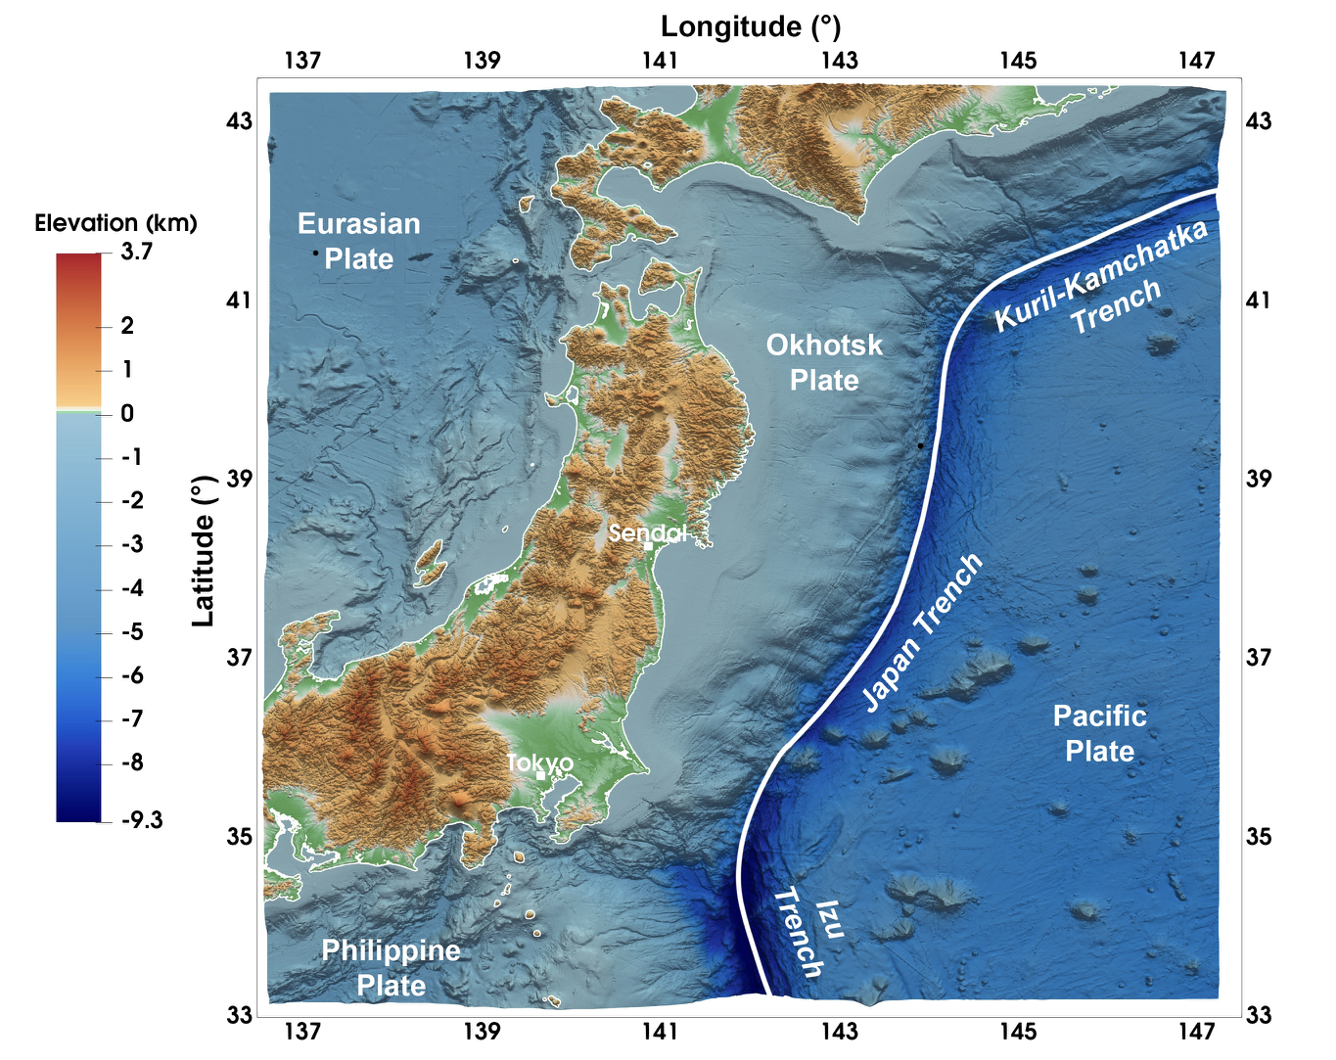 Longitude (°)
137 139 141 143 145 147
43 43
Elevation (km)
3.7
2
1
0
-1
-2
-3
-4
-5
-6
-7
-8
-9.3
Latitude (°)
Eurasian
Plate
Kuril-Kamchatka
Trench
41 41
Okhotsk
Plate
39 39
Sendai
Japan Trench
37 37
Pacific
Plate
Tokyo
35 35
Izu
Trench
Philippine
Plate
33 33
137 139 141 143 145 147